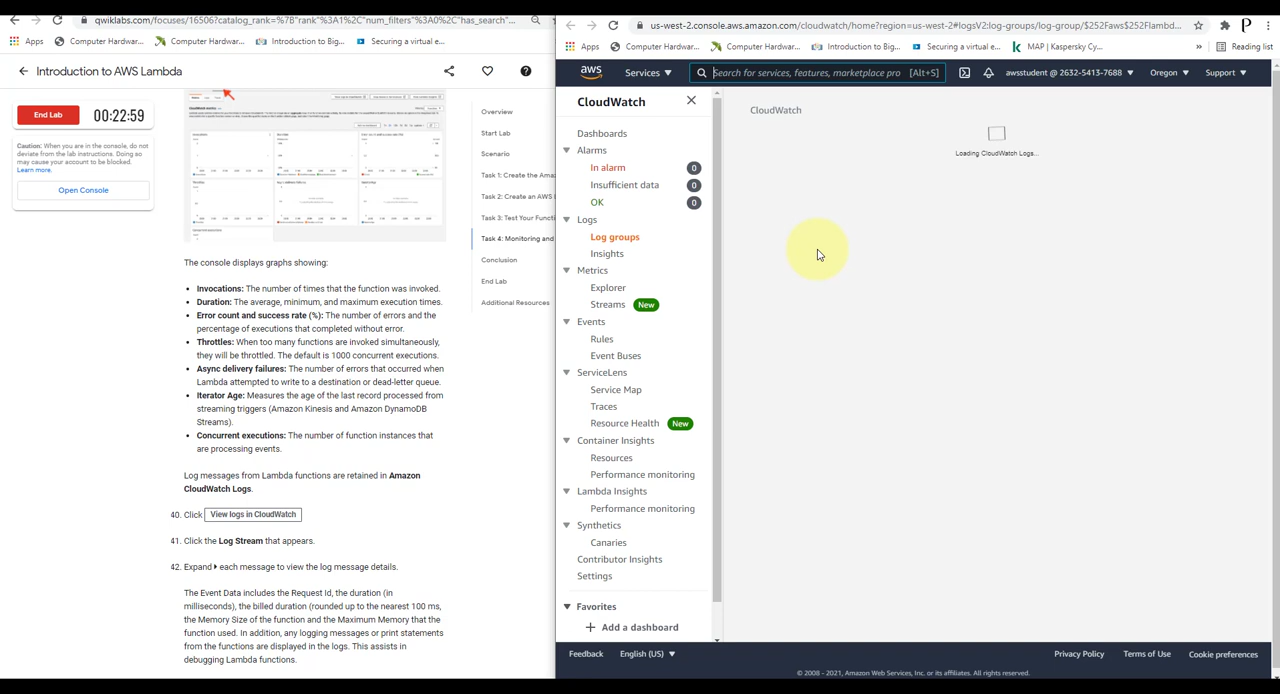 qwiklabs.com/focuses/16506?catalog_rank=%7B"rank"%3A1%2C"num_filters"%3A0%2C"has_search"...
Apps Computer Hardw... Computer Hardw... Introduction to Big... Securing a virtual e...
Introduction to AWS Lambda
End Lab 00:22:59
Caution: When you are in the console, do not
deviate from the lab instructions. Doing so
may cause your account to be blocked.
Learn more.
Open Console
The console displays graphs showing:
• Invocations: The number of times that the function was invoked.
• Duration: The average, minimum, and maximum execution times.
• Error count and success rate (%): The number of errors and the
percentage of executions that completed without error.
• Throttles: When too many functions are invoked simultaneously,
they will be throttled. The default is 1000 concurrent executions.
• Async delivery failures: The number of errors that occurred when
Lambda attempted to write to a destination or dead-letter queue.
• Iterator Age: Measures the age of the last record processed from
streaming triggers (Amazon Kinesis and Amazon DynamoDB
Streams).
• Concurrent executions: The number of function instances that
are processing events.
Log messages from Lambda functions are retained in Amazon
CloudWatch Logs.
40. Click View logs in CloudWatch
41. Click the Log Stream that appears.
42. Expand each message to view the log message details.
The Event Data includes the Request Id, the duration (in
milliseconds), the billed duration (rounded up to the nearest 100 ms,
the Memory Size of the function and the Maximum Memory that the
function used. In addition, any logging messages or print statements
from the functions are displayed in the logs. This assists in
debugging Lambda functions.
Overview
Start Lab
Scenario
Task 1: Create the Amaz
Task 2: Create an AWS
Task 3: Test Your Functi
Task 4: Monitoring and
Conclusion
End Lab
Additional Resources
us-west-2.console.aws.amazon.com/cloudwatch/home?region=us-west-2#logsV2:log-groups/log-group/$252Faws$252Flambd...
Apps Computer Hardw... Computer Hardw... Introduction to Big... Securing a virtual e... MAP | Kaspersky Cy... » Reading list
aws Services Search for services, features, marketplace pro [Alt+S] awsstudent @ 2632-5413-7688 Oregon Support
CloudWatch
Dashboards
Alarms
In alarm 0
Insufficient data 0
OK 0
Logs
Log groups
Insights
Metrics
Explorer
Streams New
Events
Rules
Event Buses
ServiceLens
Service Map
Traces
Resource Health New
Container Insights
Resources
Performance monitoring
Lambda Insights
Performance monitoring
Synthetics
Canaries
Contributor Insights
Settings
Favorites
Add a dashboard
CloudWatch
Loading CloudWatch Logs...
Feedback English (US) Privacy Policy Terms of Use Cookie preferences
© 2008 - 2021, Amazon Web Services, Inc. or its affiliates. All rights reserved.